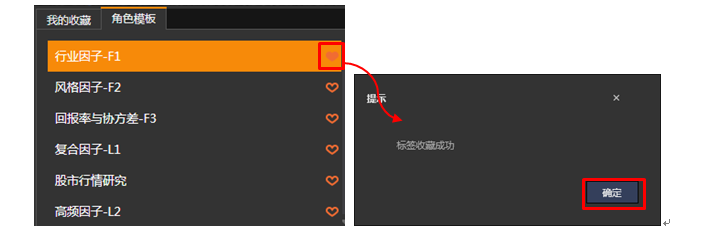 我的收藏 角色模板
行业因子-F1
风格因子-F2
回报率与协方差-F3
复合因子-L1
股市行情研究
高频因子-L2
提示 ×
标签收藏成功
确定